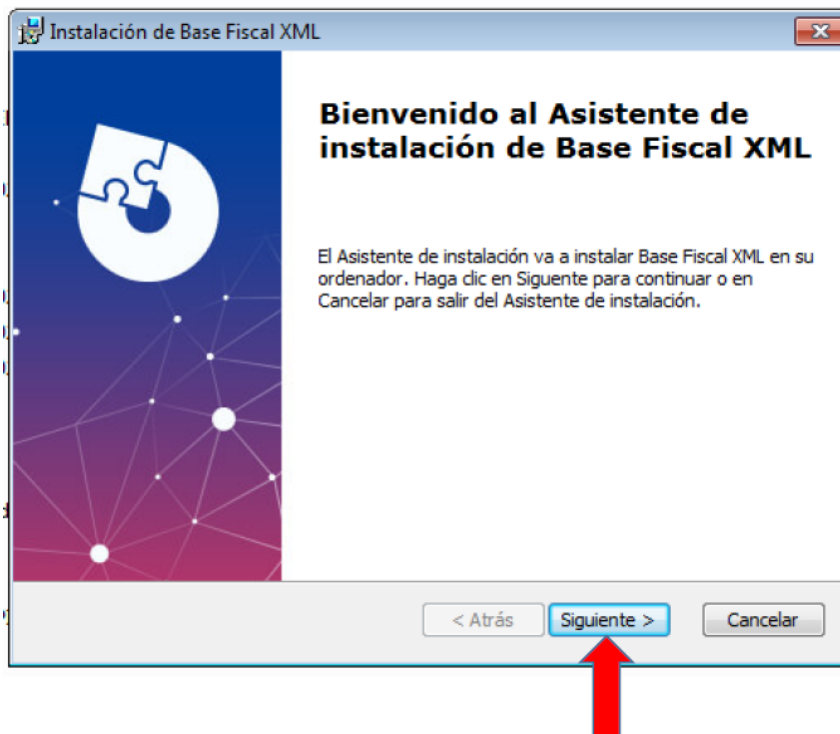 Instalación de Base Fiscal XML
Bienvenido al Asistente de
instalación de Base Fiscal XML
El Asistente de instalación va a instalar Base Fiscal XML en su
ordenador. Haga clic en Siguente para continuar o en
Cancelar para salir del Asistente de instalación.
< Atrás
Siguiente >
Cancelar